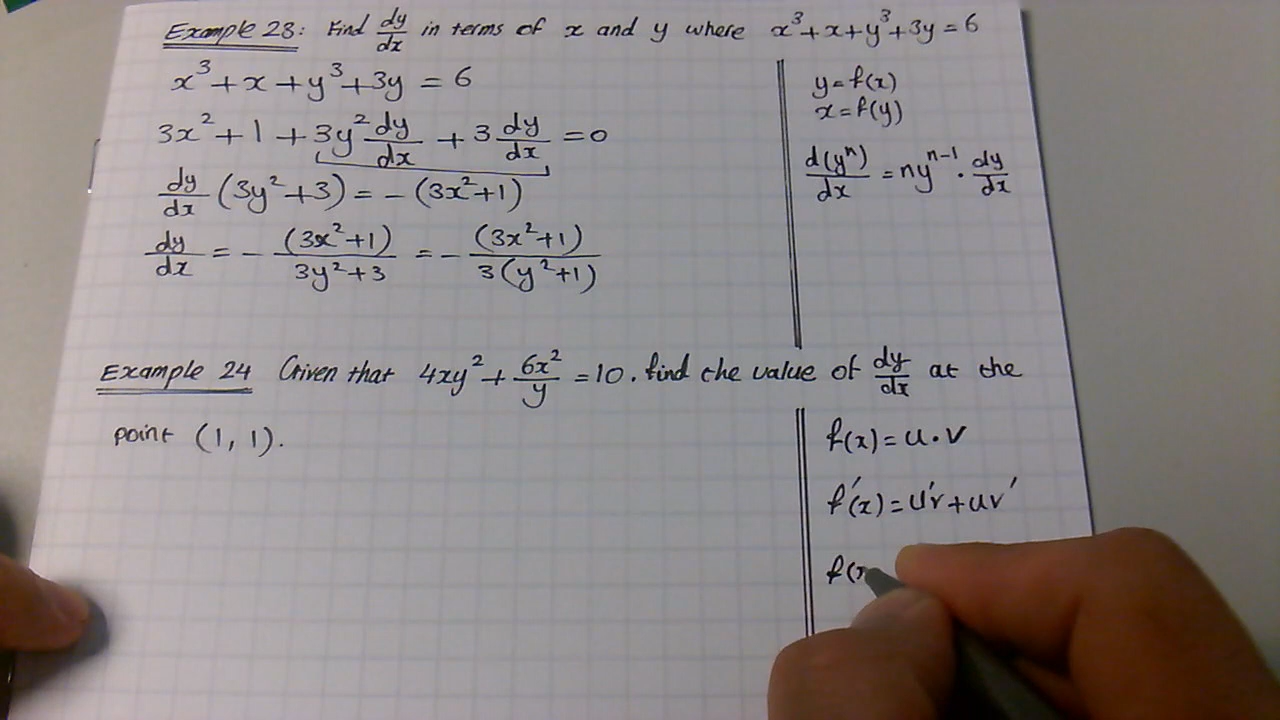 Example 23: Find dy/dx in terms of x and y where x³+x+y³+3y=6
x³+x+y³+3y = 6
3x²+1+3y² dy/dx +3 dy/dx =0
dy/dx (3y²+3) = -(3x²+1)
dy/dx = - (3x²+1)/(3y²+3) = - (3x²+1)/(3(y²+1))
y=f(x)
x=f(y)
d(yⁿ)/dx = nyⁿ⁻¹ · dy/dx
Example 24 Given that 4xy²+ 6x²/y =10. find the value of dy/dx at the
point (1, 1).
f(x)=u·v
f'(x)=u'v+uv'
f(x